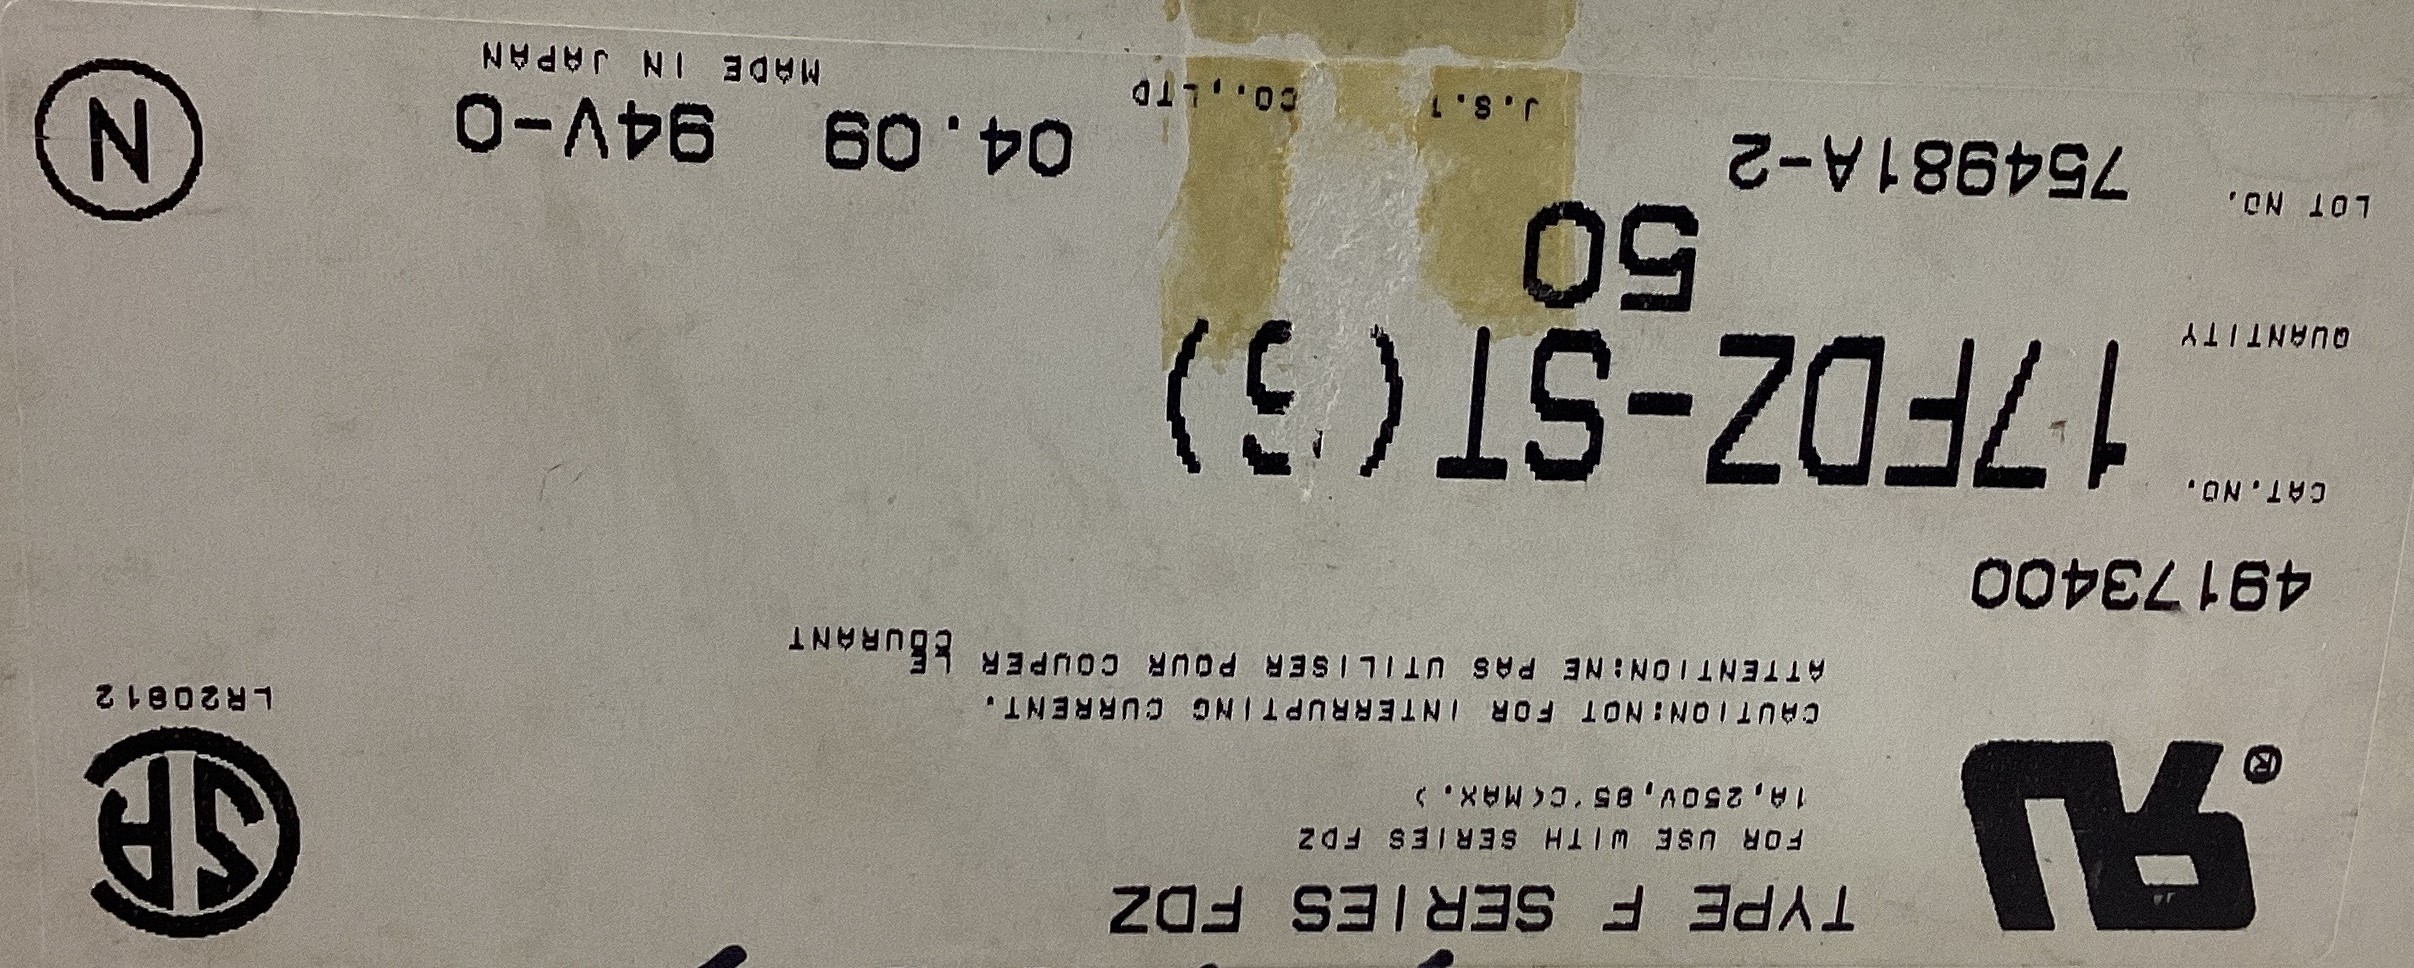 TYPE F SERIES FDZ
®
FOR USE WITH SERIES FDZ
1A,250V,85°C(MAX.)
CAUTION:NOT FOR INTERRUPTING CURRENT.
LR20812
ATTENTION:NE PAS UTILISER POUR COUPER LE
COURANT
49173400
CAT.NO. 17FDZ-ST(S)
QUANTITY 50
LOT NO. 754981A-2 04.09 94V-0 N
J.S.T CO.,LTD MADE IN JAPAN